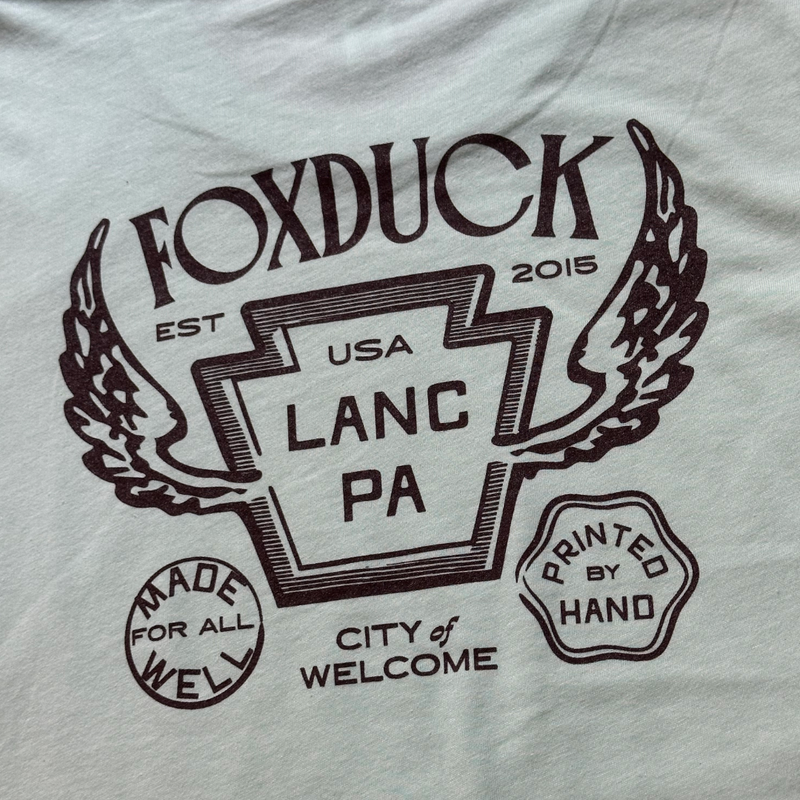 FOXDUCK
EST 2015
USA
LANC
PA
MADE
FOR ALL
WELL
CITY of
WELCOME
PRINTED
BY
HAND